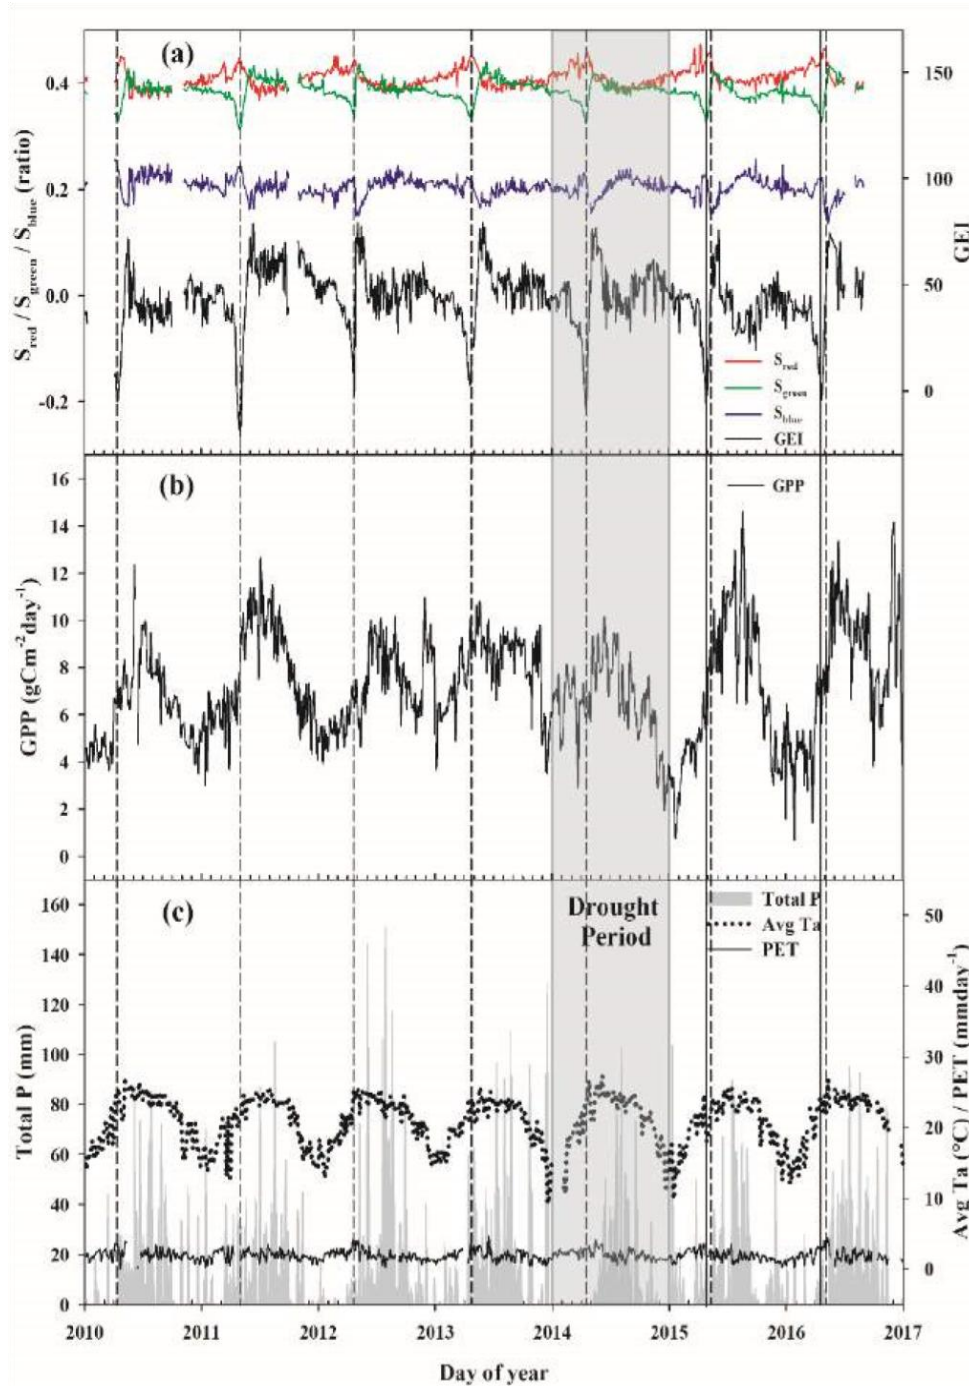 (a)
0.4
0.2
0.0
-0.2
S_red / S_green / S_blue (ratio)
150
100
50
0
GEI
S_red
S_green
S_blue
GEI
(b)
16
14
12
10
8
6
4
2
0
GPP (gCm⁻²day⁻¹)
GPP
(c)
Drought
Period
Total P
Avg Ta
PET
160
140
120
100
80
60
40
20
0
Total P (mm)
50
40
30
20
10
0
Avg Ta (°C) / PET (mmday⁻¹)
2010 2011 2012 2013 2014 2015 2016 2017
Day of year